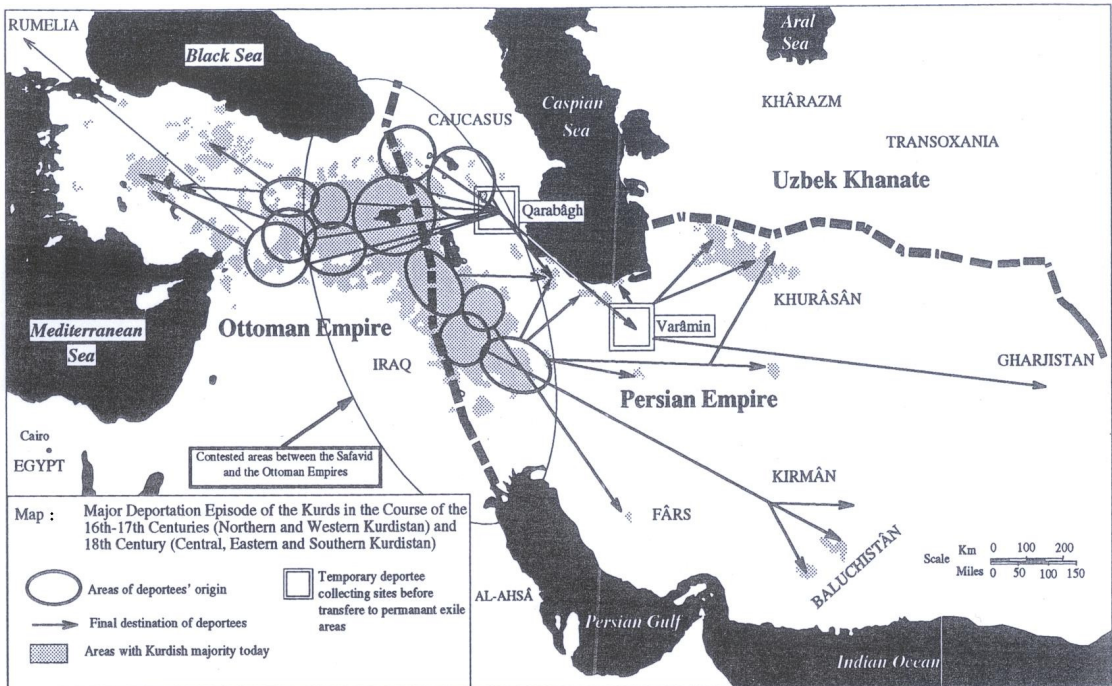 RUMELIA
Black Sea
Aral
Sea
CAUCASUS
Caspian
Sea
KHÂRAZM
TRANSOXANIA
Uzbek Khanate
Qarabâgh
KHURÂSÂN
Varâmin
Mediterranean
Sea
Ottoman Empire
IRAQ
Persian Empire
GHARJISTAN
Cairo
EGYPT
Contested areas between the Safavid
and the Ottoman Empires
KIRMÂN
FÂRS
BALUCHISTÂN
Scale Km 0 100 200
Miles 0 50 100 150
AL-AHSÂ
Persian Gulf
Indian Ocean
Map : Major Deportation Episode of the Kurds in the Course of the
16th-17th Centuries (Northern and Western Kurdistan) and
18th Century (Central, Eastern and Southern Kurdistan)
Areas of deportees' origin
Temporary deportee
collecting sites before
transfere to permanant exile
areas
Final destination of deportees
Areas with Kurdish majority today